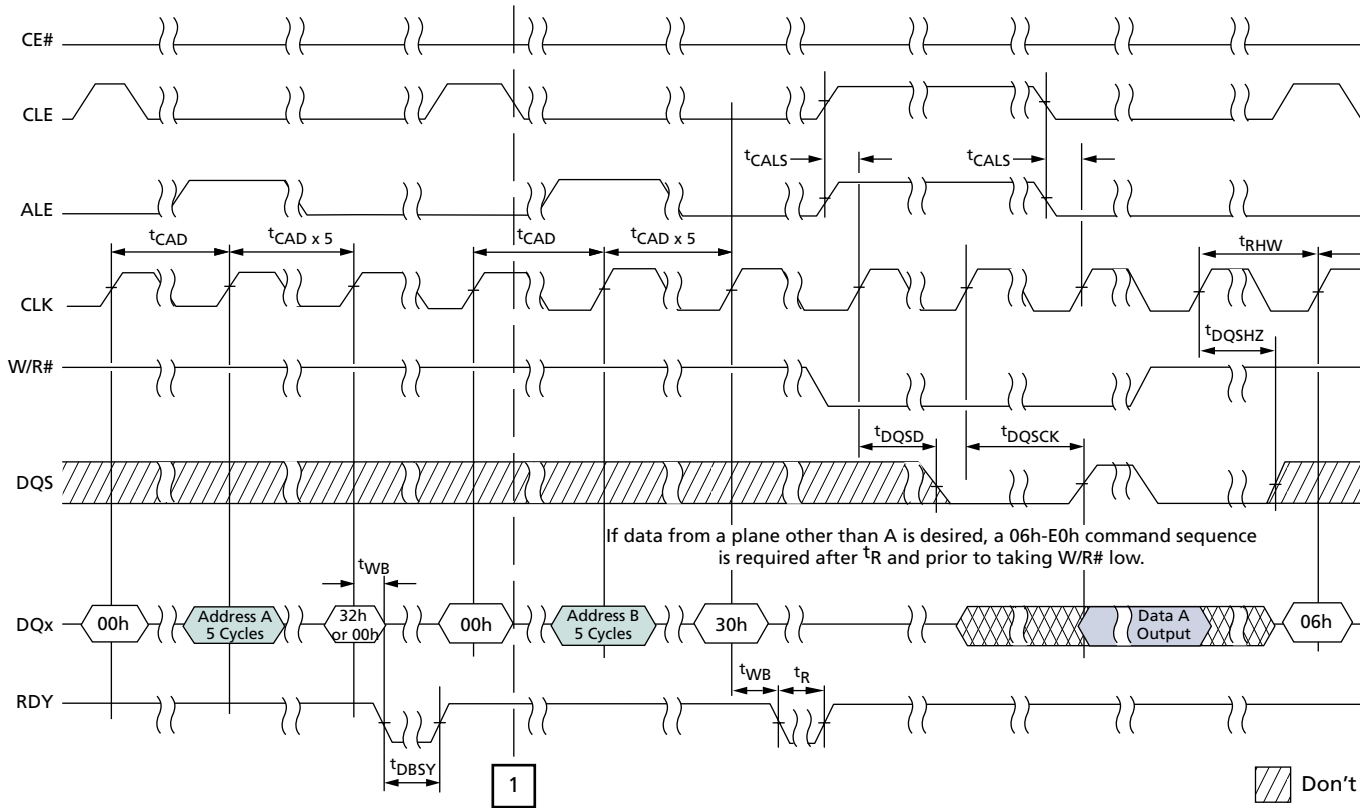 CE#
CLE
tCALS
tCALS
ALE
tCAD
tCAD x 5
tCAD
tCAD x 5
tRHW
CLK
tDQSHZ
W/R#
tDQSD
tDQSCK
DQS
If data from a plane other than A is desired, a 06h-E0h command sequence
is required after tR and prior to taking W/R# low.
tWB
DQx
00h
Address A
5 Cycles
32h
or 00h
00h
Address B
5 Cycles
30h
Data A
Output
06h
tWB
tR
RDY
tDBSY
1
Don't